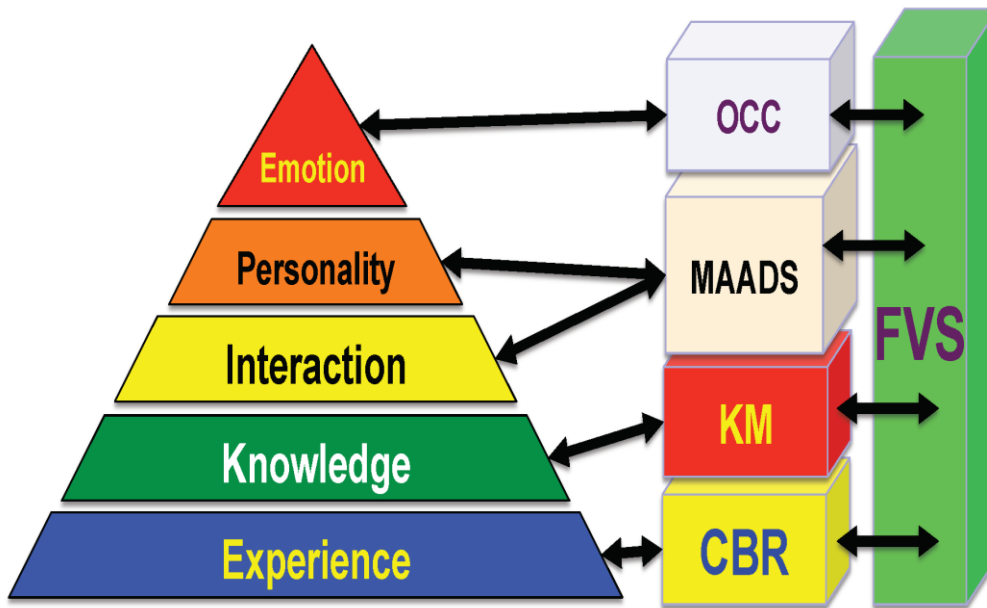 Emotion
Personality
Interaction
Knowledge
Experience
OCC
MAADS
KM
CBR
FVS